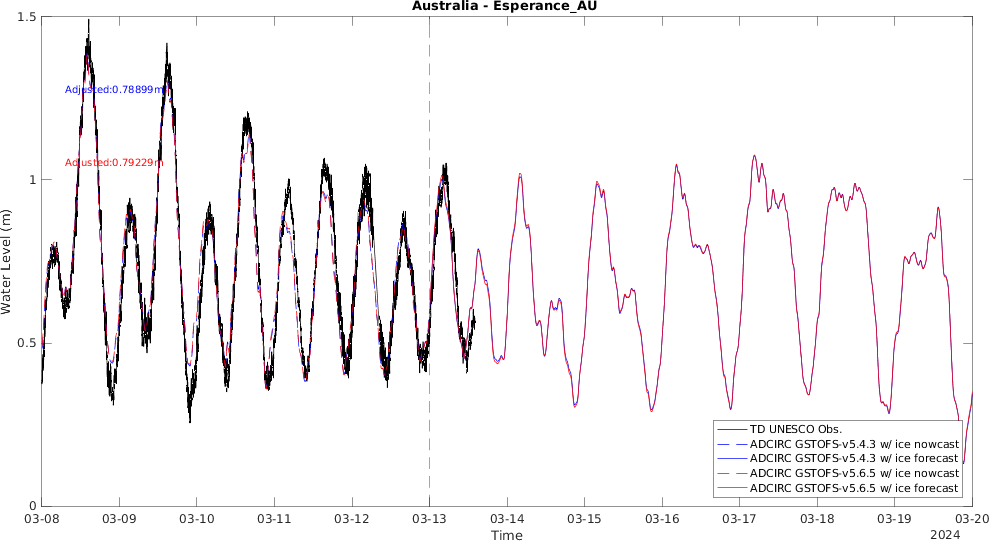 Australia - Esperance_AU
1.5
Adjusted:0.78899m
Adjusted:0.79229m
1
Water Level (m)
0.5
TD UNESCO Obs.
ADCIRC GSTOFS-v5.4.3 w/ ice nowcast
ADCIRC GSTOFS-v5.4.3 w/ ice forecast
ADCIRC GSTOFS-v5.6.5 w/ ice nowcast
ADCIRC GSTOFS-v5.6.5 w/ ice forecast
0
03-08 03-09 03-10 03-11 03-12 03-13 03-14 03-15 03-16 03-17 03-18 03-19 03-20
Time
2024